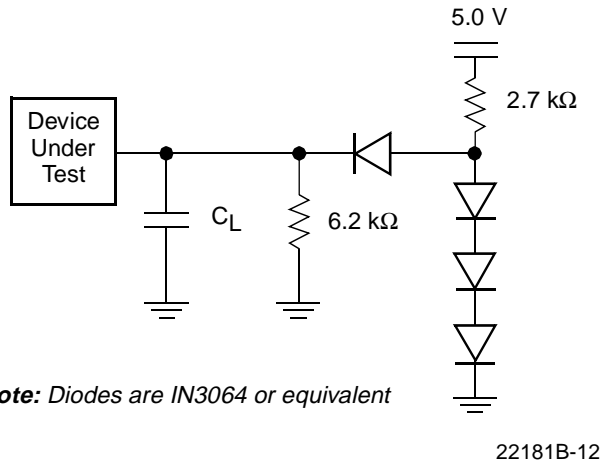 5.0 V
2.7 kΩ
Device
Under
Test
CL
6.2 kΩ
ote: Diodes are IN3064 or equivalent
22181B-12